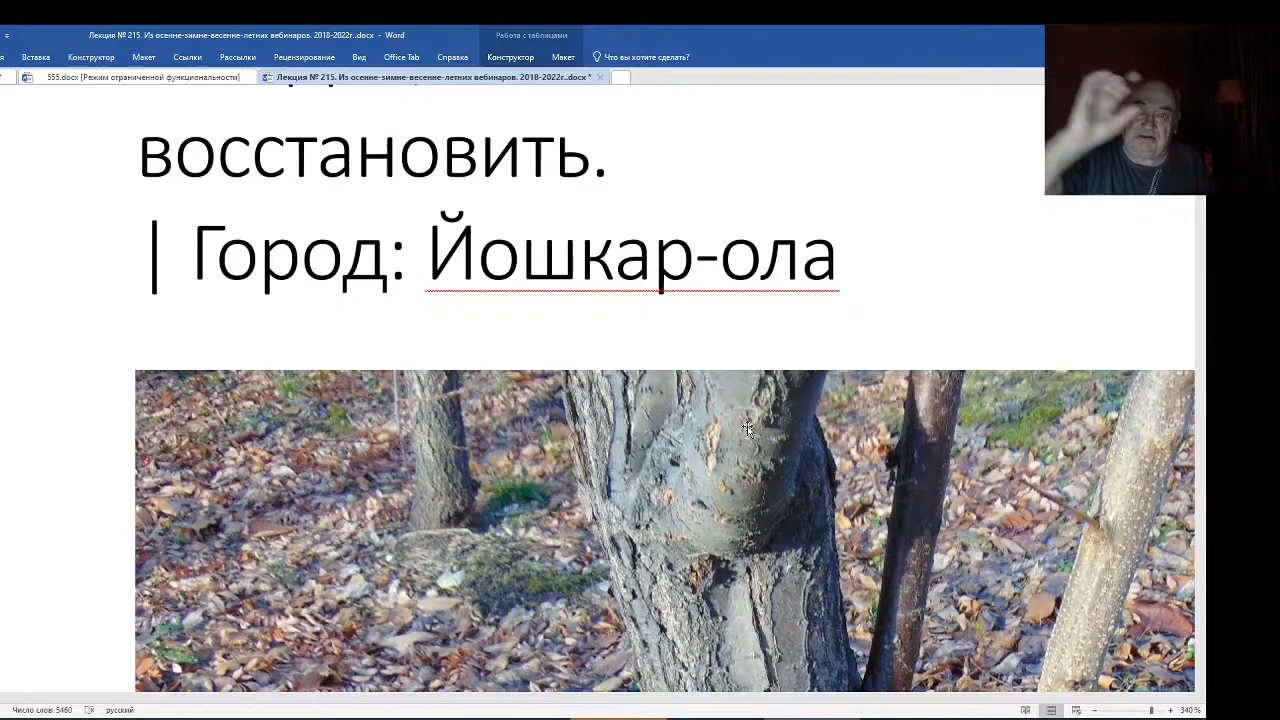 Лекция № 215. Из осенне-зимне-весенне-летних вебинаров. 2018-2022г..docx - Word
Работа с таблицами
Вставка Конструктор Макет Ссылки Рассылки Рецензирование Вид Office Tab Справка Конструктор Макет Что вы хотите сделать?
555.docx [Режим ограниченной функциональности] Лекция № 215. Из осенне-зимне-весенне-летних вебинаров. 2018-2022г..docx *
восстановить.
| Город: Йошкар-ола
Число слов: 5460 русский 340 %